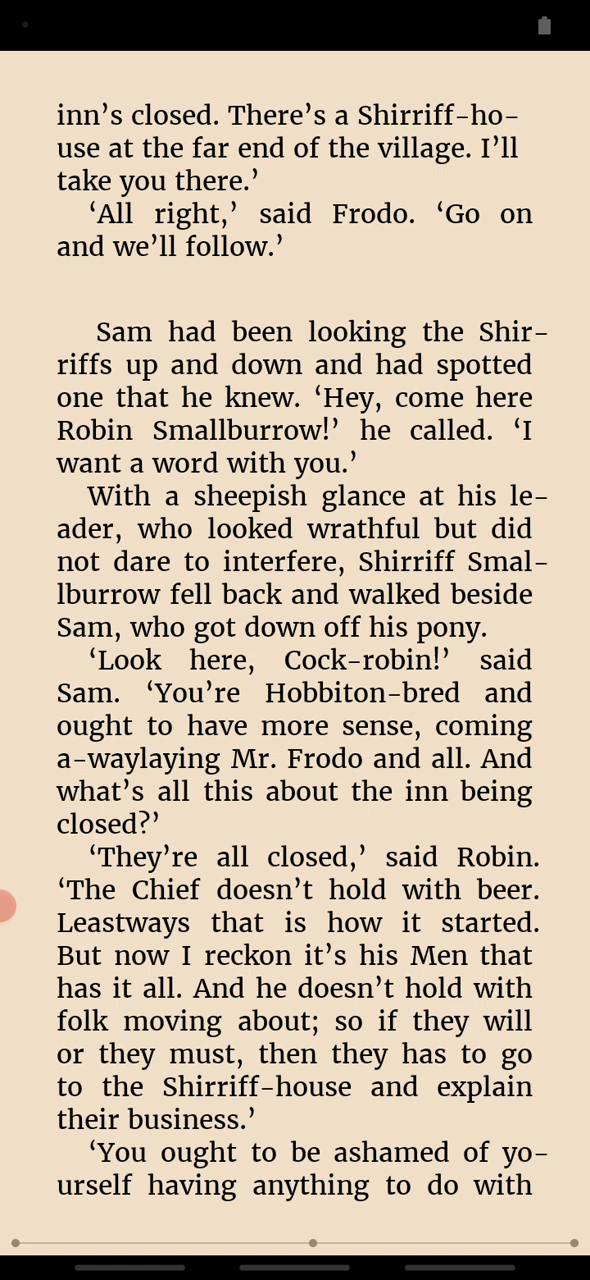 inn’s closed. There’s a Shirriff-ho-
use at the far end of the village. I’ll
take you there.’
‘All right,’ said Frodo. ‘Go on
and we’ll follow.’
Sam had been looking the Shir-
riffs up and down and had spotted
one that he knew. ‘Hey, come here
Robin Smallburrow!’ he called. ‘I
want a word with you.’
With a sheepish glance at his le-
ader, who looked wrathful but did
not dare to interfere, Shirriff Smal-
lburrow fell back and walked beside
Sam, who got down off his pony.
‘Look here, Cock-robin!’ said
Sam. ‘You’re Hobbiton-bred and
ought to have more sense, coming
a-waylaying Mr. Frodo and all. And
what’s all this about the inn being
closed?’
‘They’re all closed,’ said Robin.
‘The Chief doesn’t hold with beer.
Leastways that is how it started.
But now I reckon it’s his Men that
has it all. And he doesn’t hold with
folk moving about; so if they will
or they must, then they has to go
to the Shirriff-house and explain
their business.’
‘You ought to be ashamed of yo-
urself having anything to do with